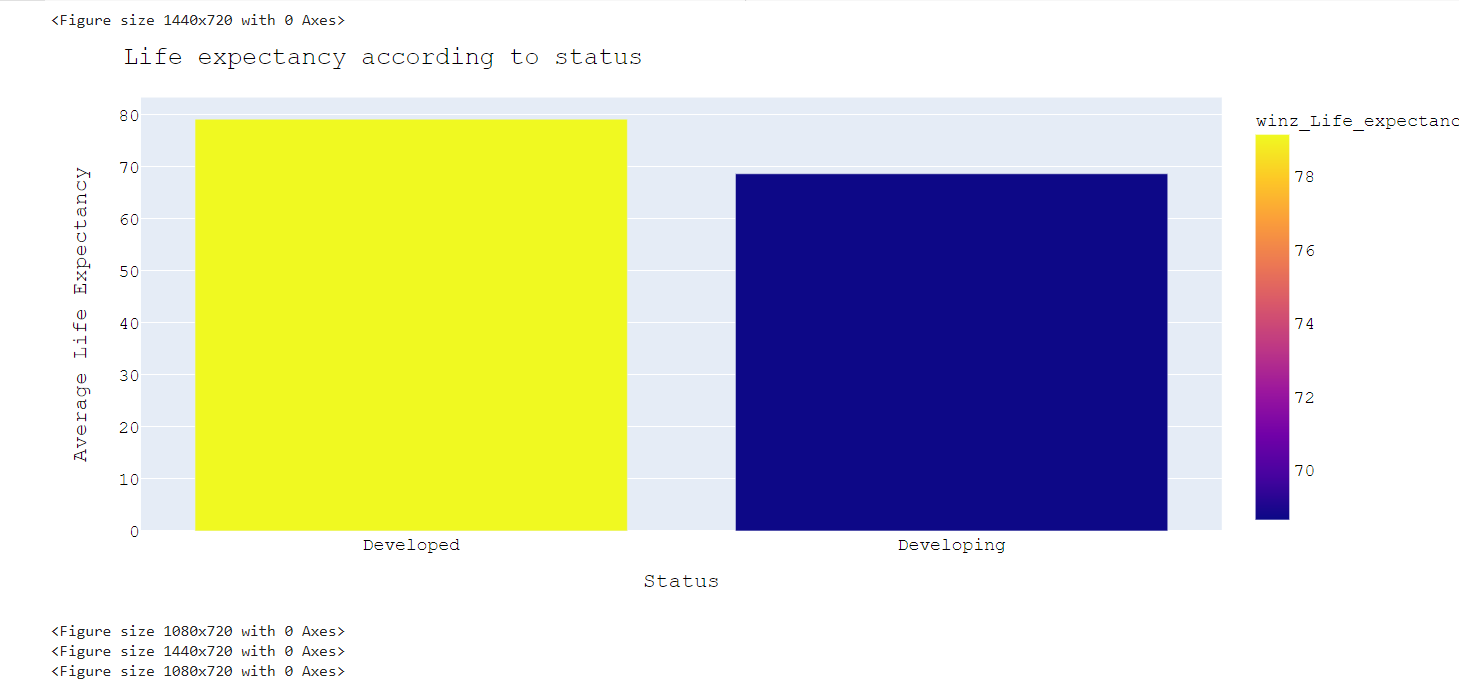 <Figure size 1440x720 with 0 Axes>
Life expectancy according to status
Average Life Expectancy
80
70
60
50
40
30
20
10
0
Developed
Developing
Status
winz_Life_expectanc
78
76
74
72
70
<Figure size 1080x720 with 0 Axes>
<Figure size 1440x720 with 0 Axes>
<Figure size 1080x720 with 0 Axes>